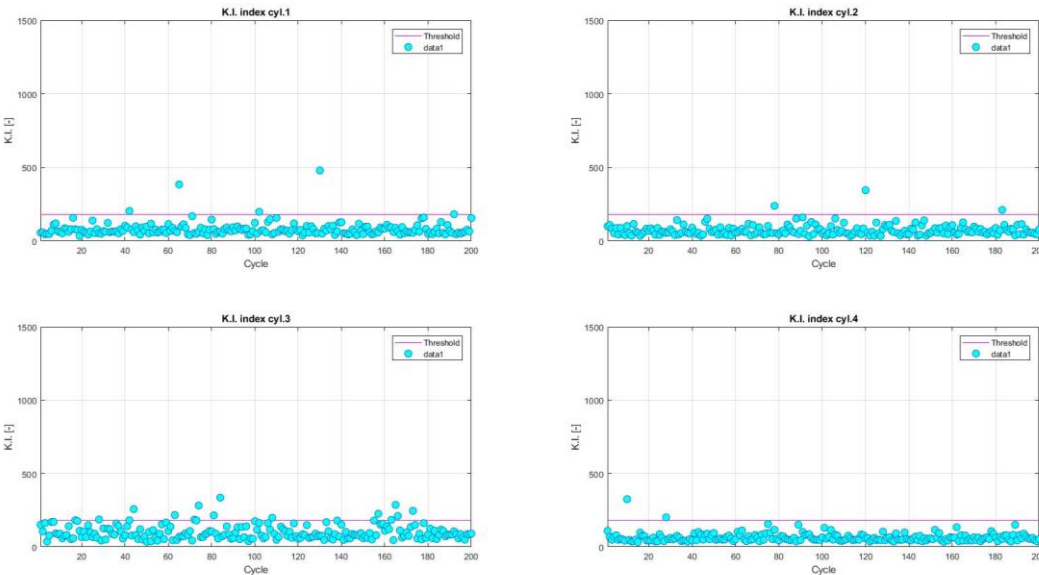 K.I. index cyl.1
1500
1000
500
0
K.I. [-]
20 40 60 80 100 120 140 160 180 200
Cycle
Threshold
data1
K.I. index cyl.2
1500
1000
500
0
K.I. [-]
20 40 60 80 100 120 140 160 180 200
Cycle
Threshold
data1
K.I. index cyl.3
1500
1000
500
0
K.I. [-]
20 40 60 80 100 120 140 160 180 200
Cycle
Threshold
data1
K.I. index cyl.4
1500
1000
500
0
K.I. [-]
20 40 60 80 100 120 140 160 180 200
Cycle
Threshold
data1